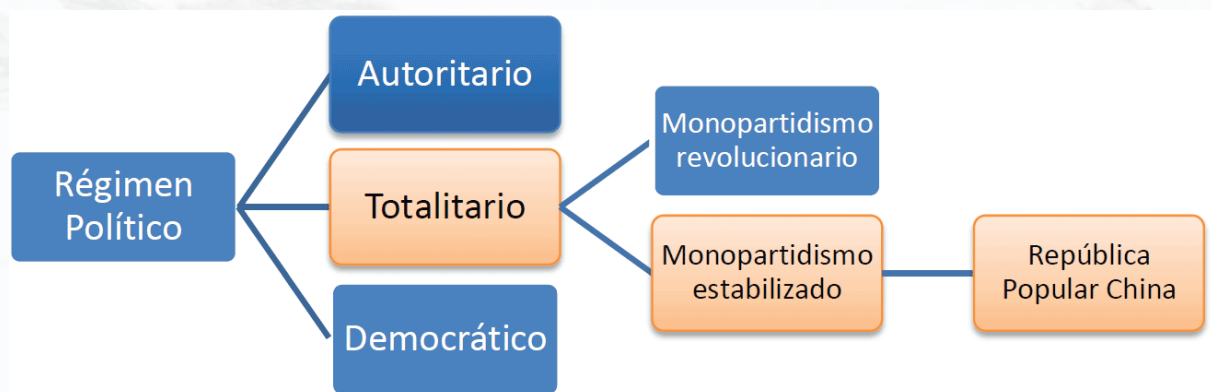 Régimen
Político
Autoritario
Totalitario
Democrático
Monopartidismo
revolucionario
Monopartidismo
estabilizado
República
Popular China